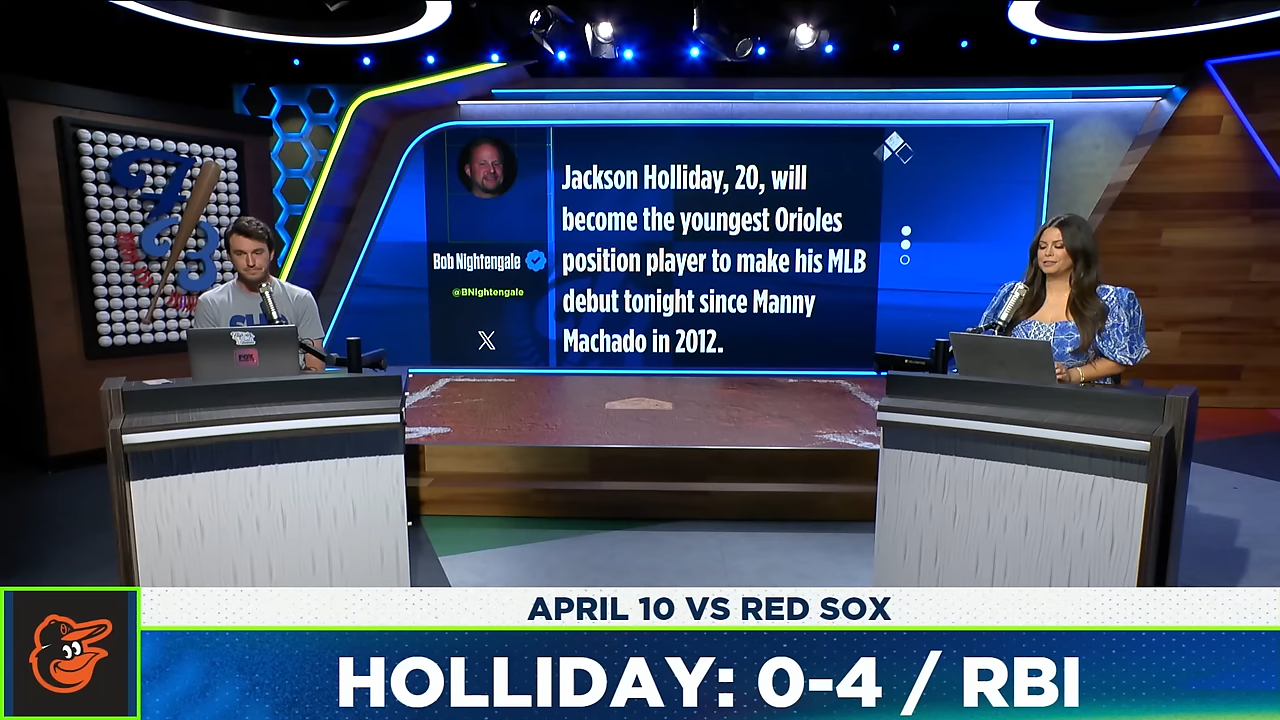 Jackson Holliday, 20, will
become the youngest Orioles
position player to make his MLB
debut tonight since Manny
Machado in 2012.
Bob Nightengale
@BNightengale
X
FOX
APRIL 10 VS RED SOX
HOLLIDAY: 0-4 / RBI